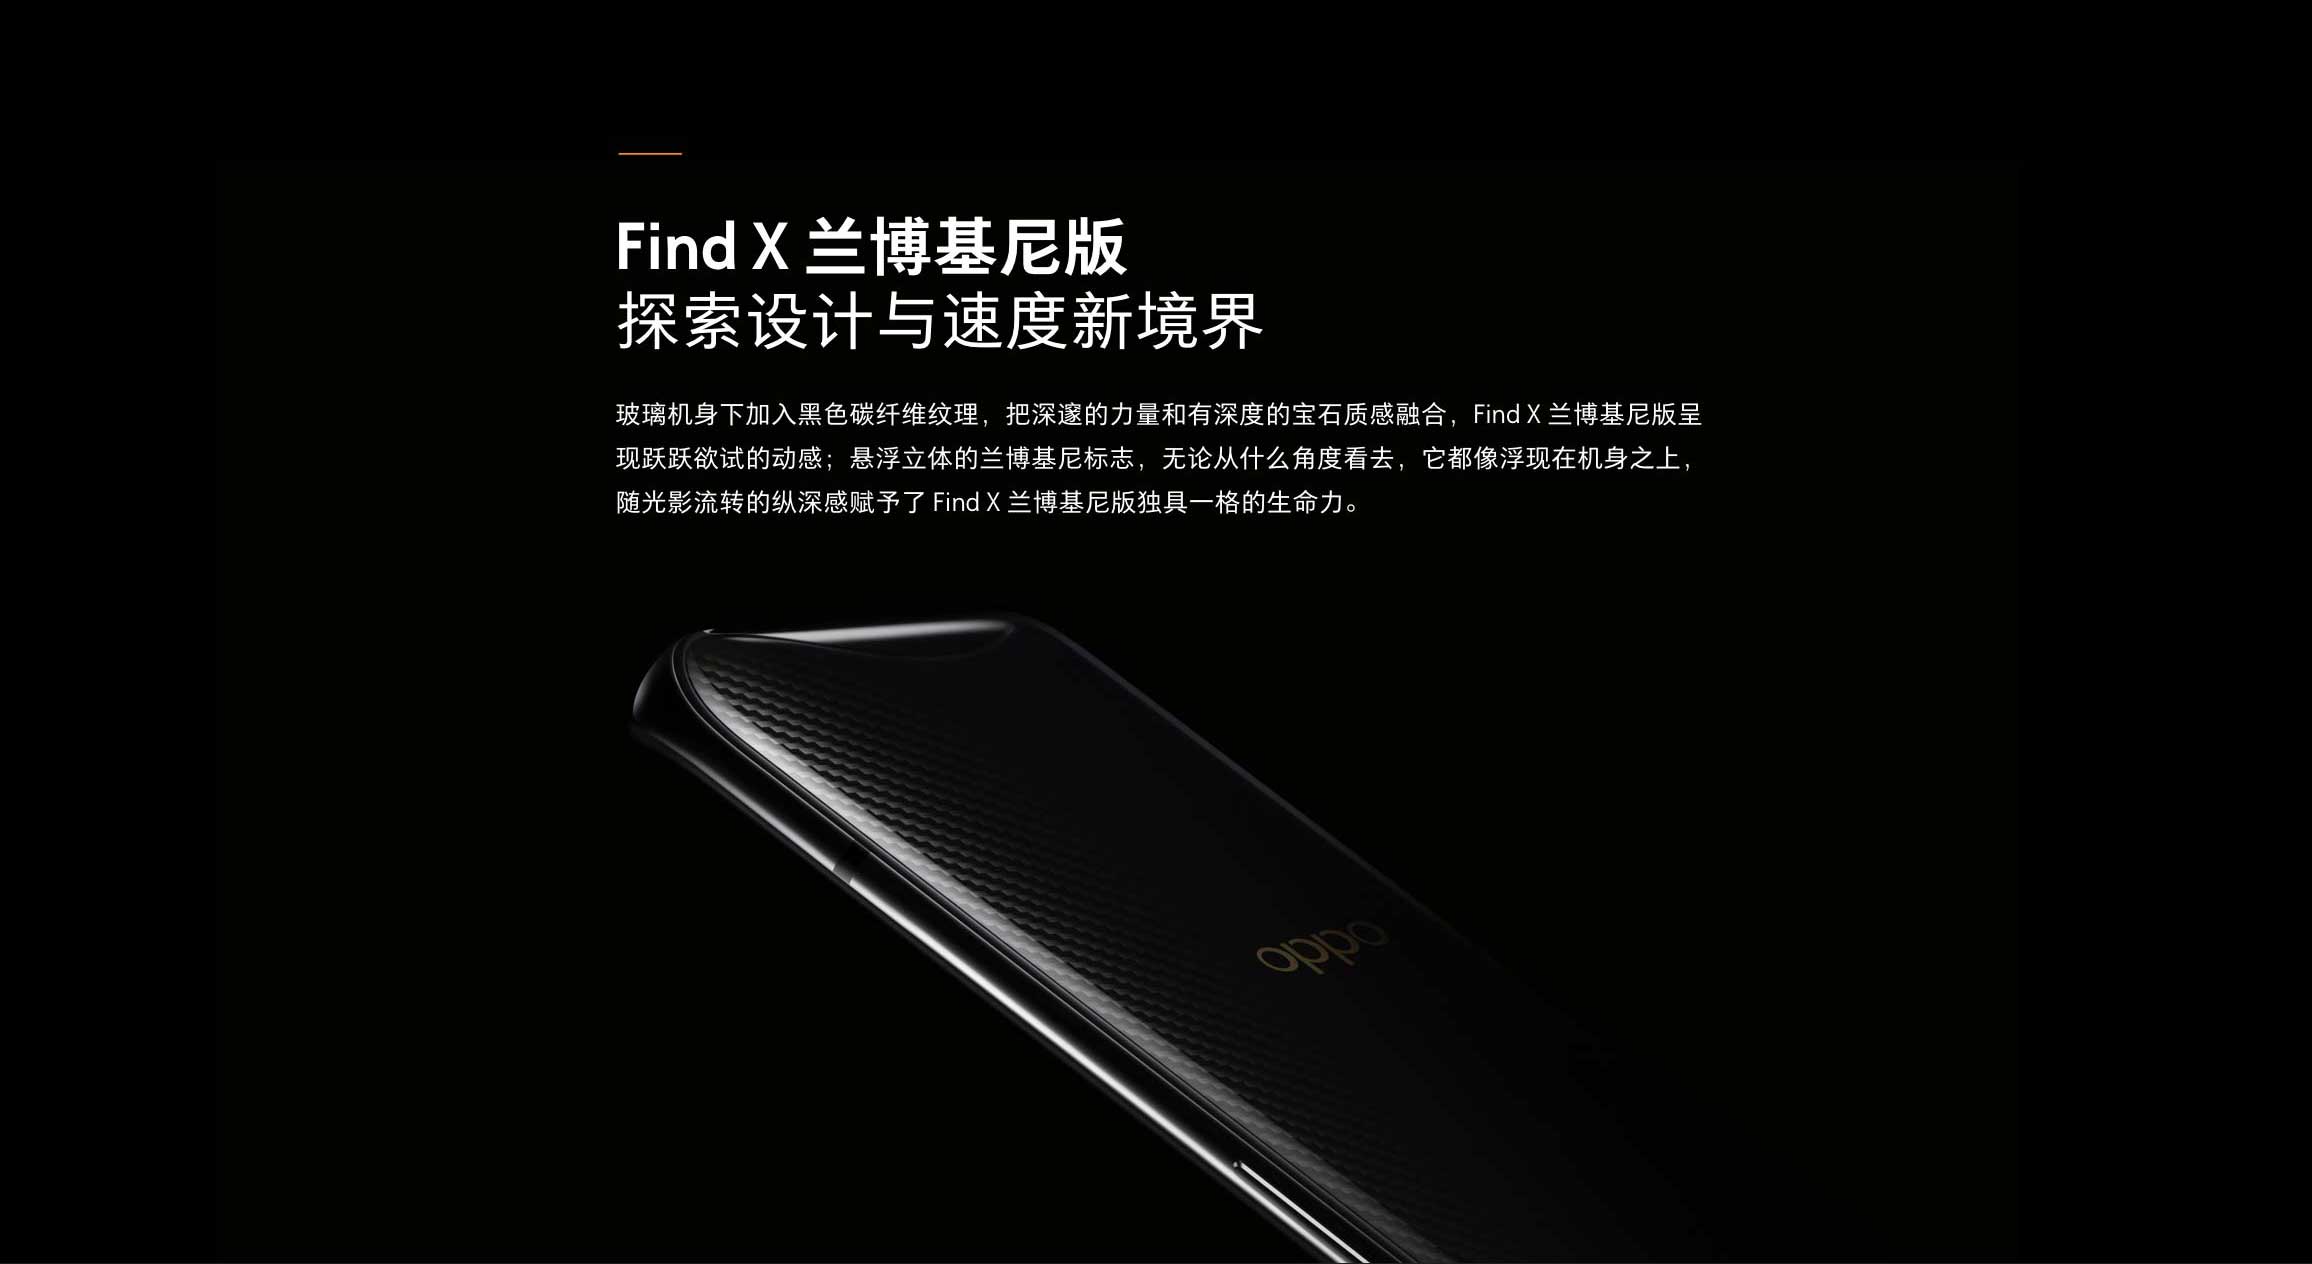 Find X 兰博基尼版
探索设计与速度新境界
玻璃机身下加入黑色碳纤维纹理，把深邃的力量和有深度的宝石质感融合，Find X 兰博基尼版呈
现跃跃欲试的动感；悬浮立体的兰博基尼标志，无论从什么角度看去，它都像浮现在机身之上，
随光影流转的纵深感赋予了 Find X 兰博基尼版独具一格的生命力。
oppo